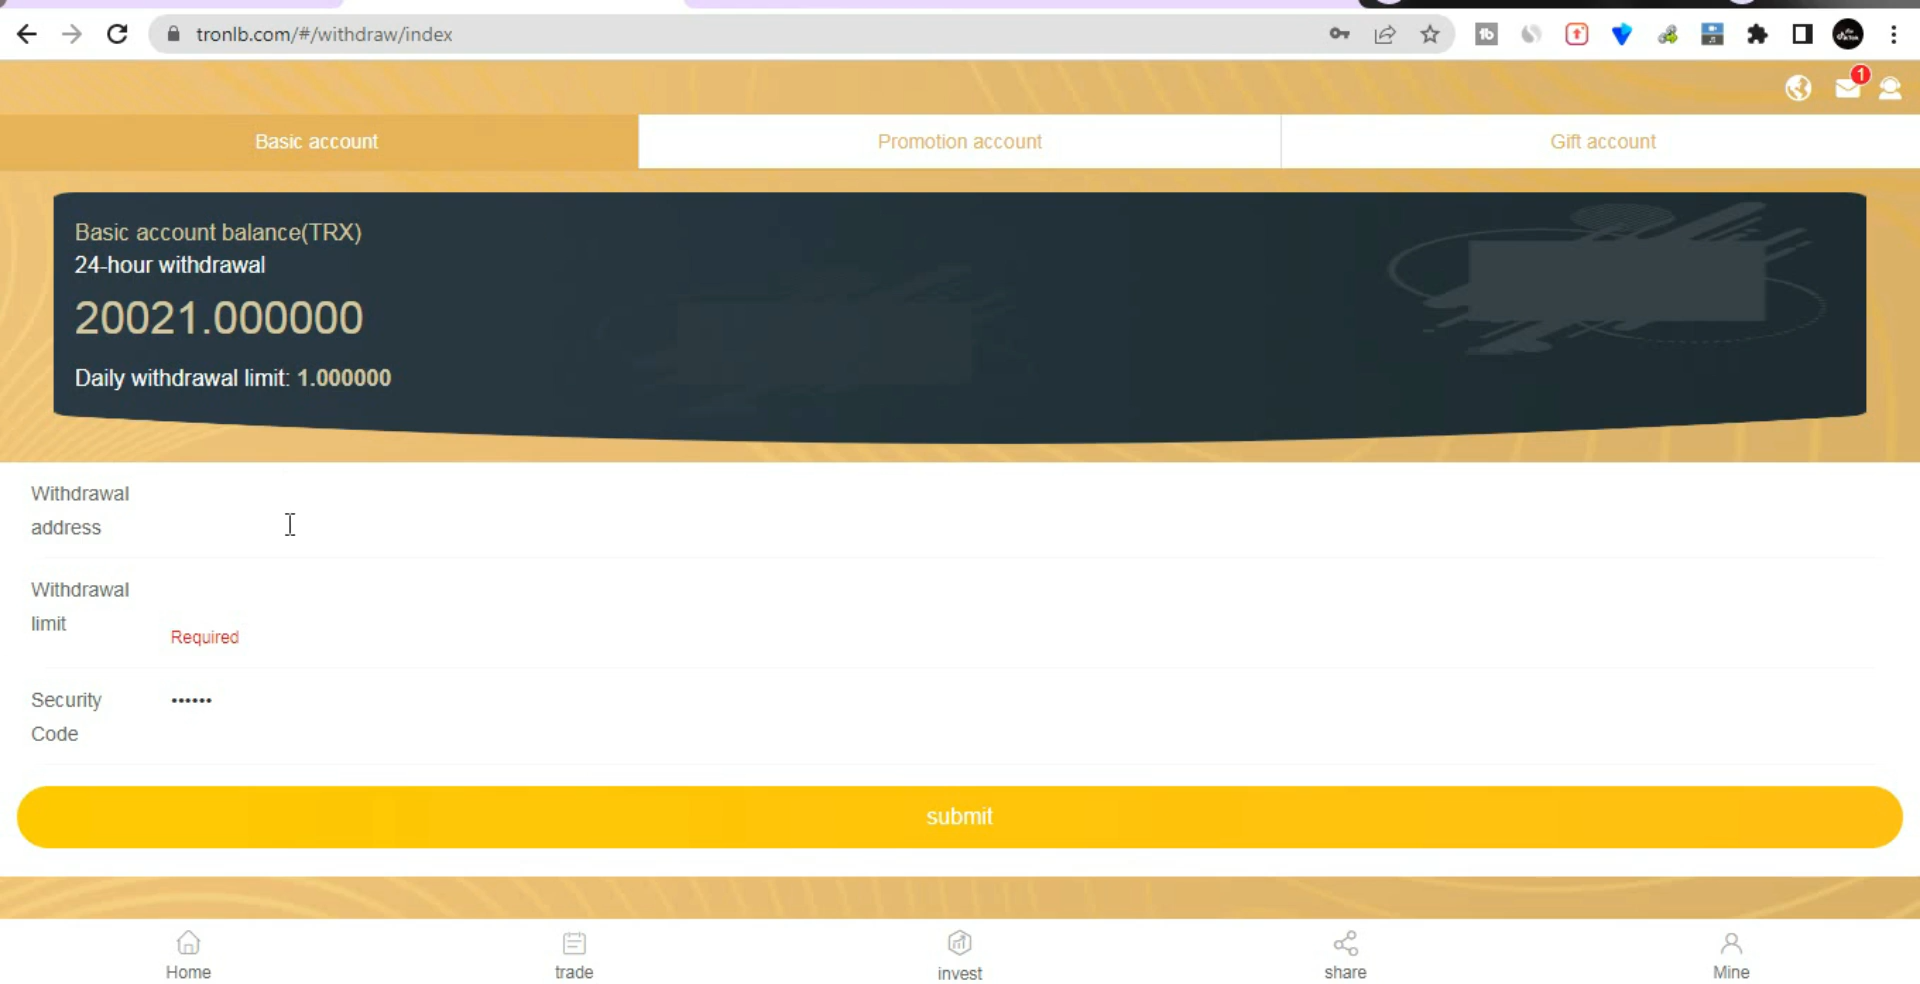 tronlb.com/#/withdraw/index
1
Basic account
Promotion account
Gift account
Basic account balance(TRX)
24-hour withdrawal
20021.000000
Daily withdrawal limit: 1.000000
Withdrawal
address
Withdrawal
limit
Required
Security
Code
••••••
submit
Home
trade
invest
share
Mine